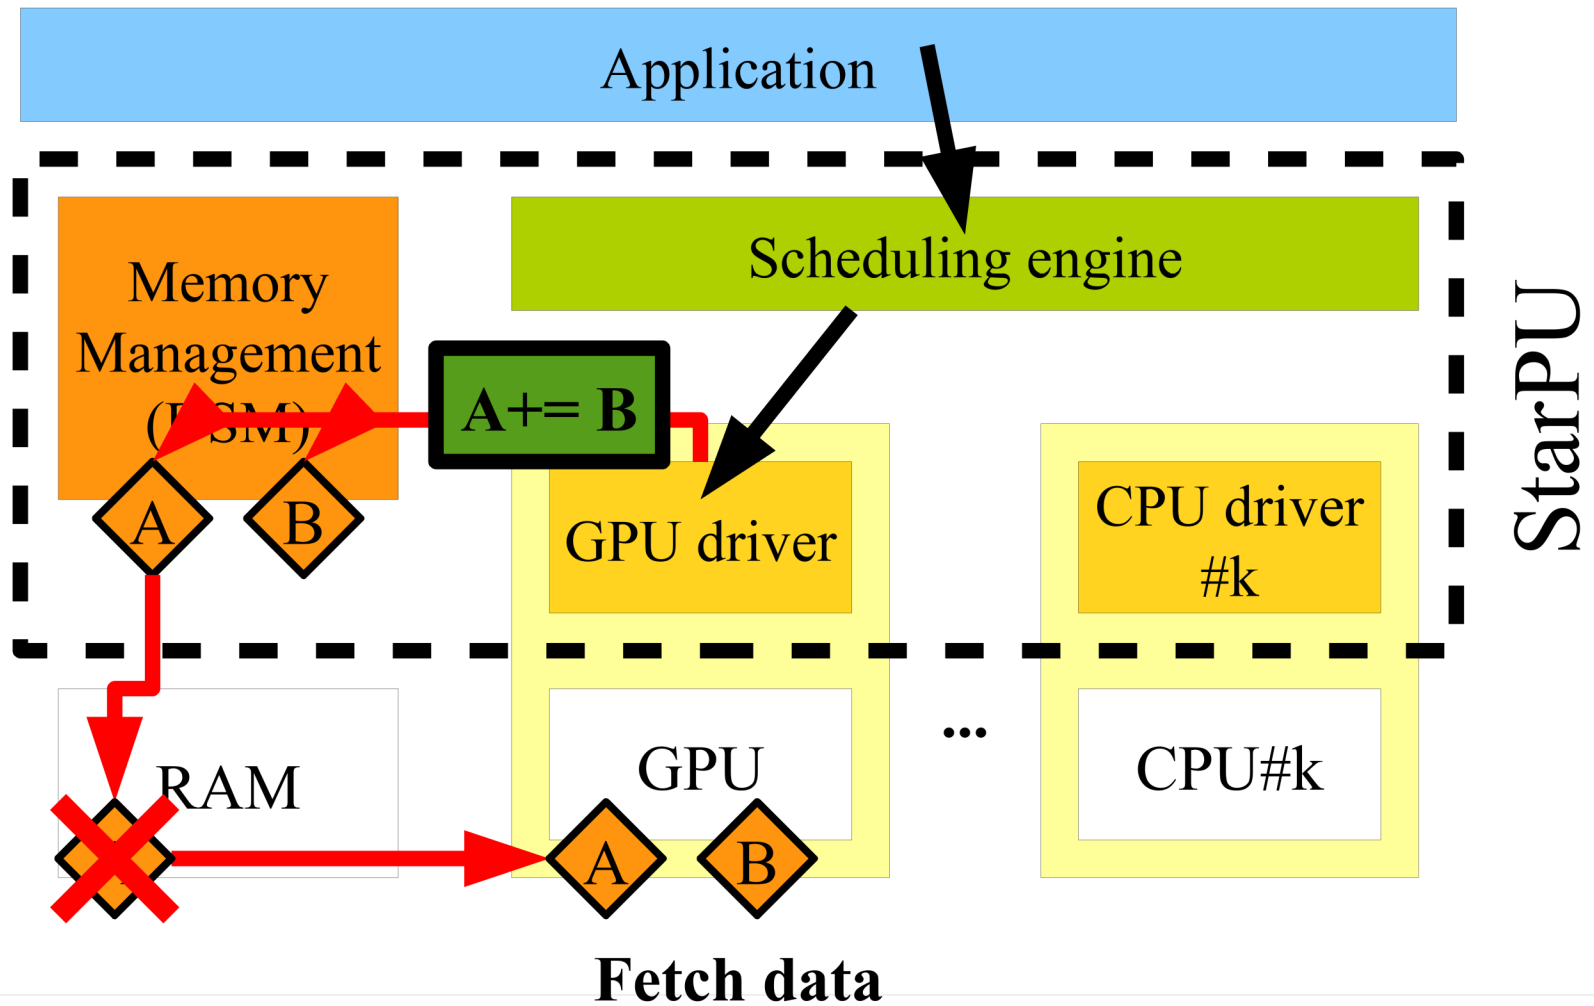 Application
Memory
Management
Scheduling engine
A+= B
A
B
GPU driver
CPU driver
#k
StarPU
RAM
GPU
...
CPU#k
A
B
Fetch data